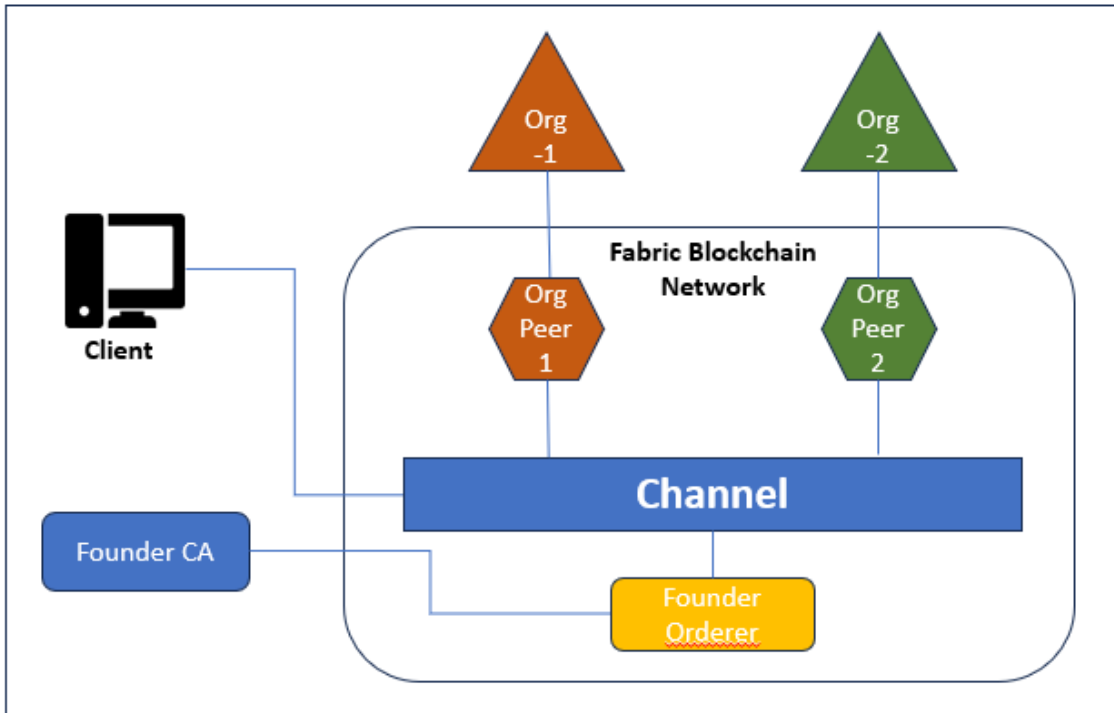 Org
-1
Org
-2
Fabric Blockchain
Network
Org
Peer
1
Org
Peer
2
Client
Channel
Founder CA
Founder
Orderer